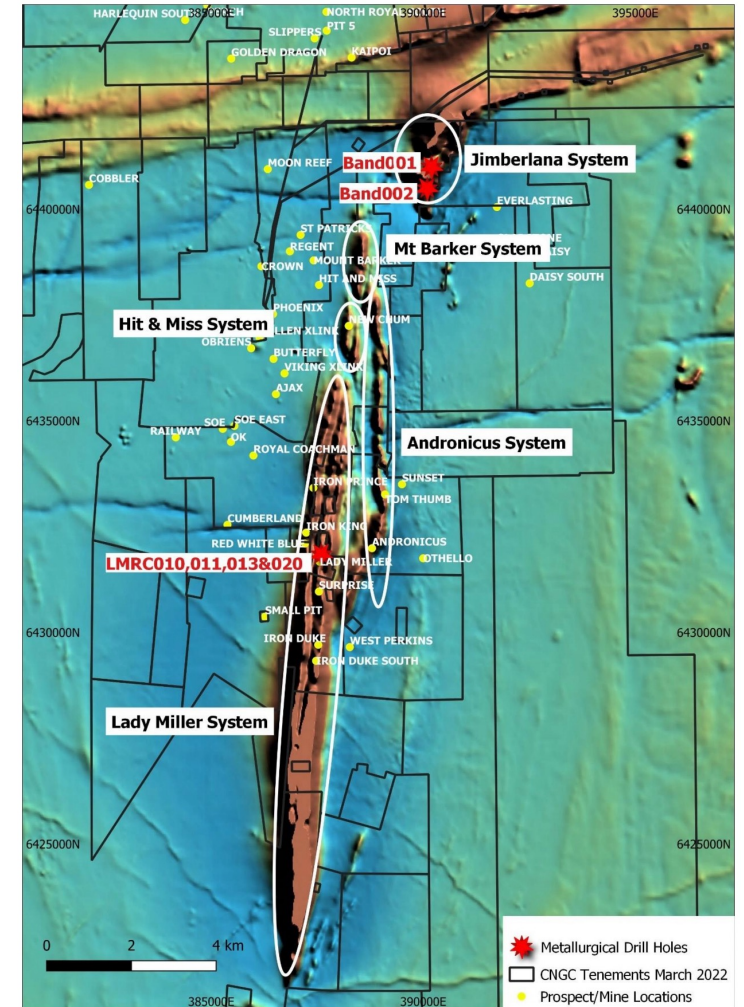 385000E
390000E
395000E
HARLEQUIN SOUTH
NORTH ROYAL
PIT 5
SLIPPERS
GOLDEN DRAGON
KAIPOI
Band001
Jimberlana System
MOON REEF
COBBLER
Band002
EVERLASTING
6440000N
6440000N
ST PATRICKS
REGENT
Mt Barker System
MOUNT BARKER
CROWN
HIT AND MISS
DAISY SOUTH
PHOENIX
Hit & Miss System
NEW CHUM
OBRIENS
BUTTERFLY
VIKING XLINK
AJAX
6435000N
6435000N
SOE
SOE EAST
RAILWAY
OK
ROYAL COACHMAN
Andronicus System
IRON PRINCE
SUNSET
TOM THUMB
CUMBERLAND
IRON KING
RED WHITE BLUE
ANDRONICUS
LMRC010,011,013&020
LADY MILLER
OTHELLO
SURPRISE
SMALL PIT
6430000N
6430000N
IRON DUKE
WEST PERKINS
IRON DUKE SOUTH
Lady Miller System
6425000N
6425000N
0 2 4 km
Metallurgical Drill Holes
CNGC Tenements March 2022
Prospect/Mine Locations
385000E
390000E